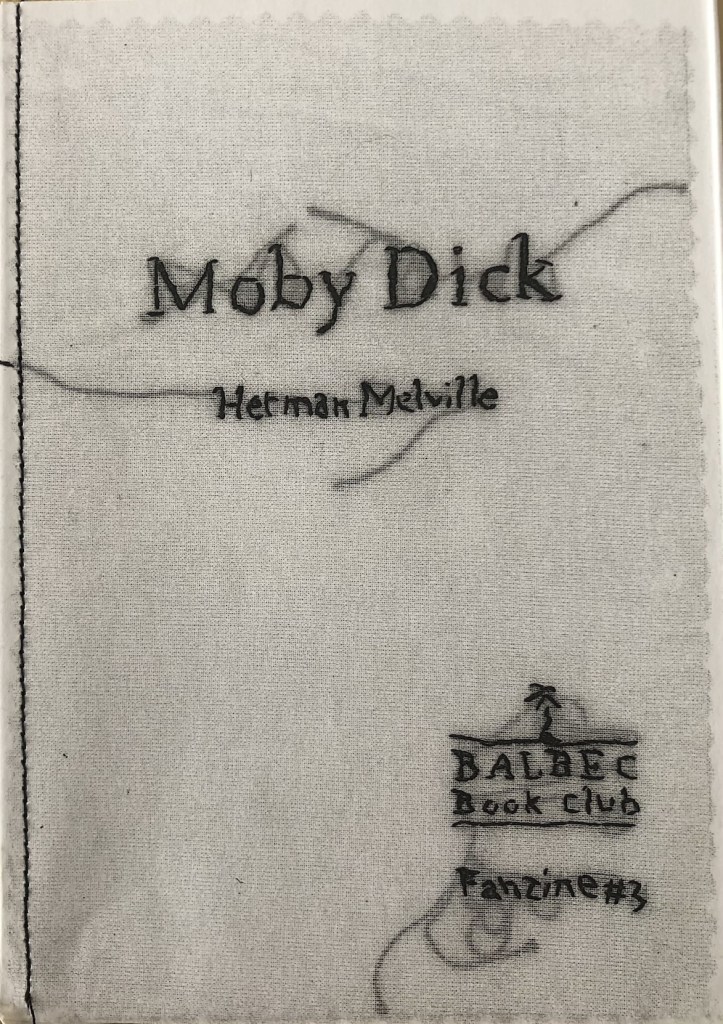 Moby Dick
Herman Melville
BALBEC
Book club
Fanzine #3